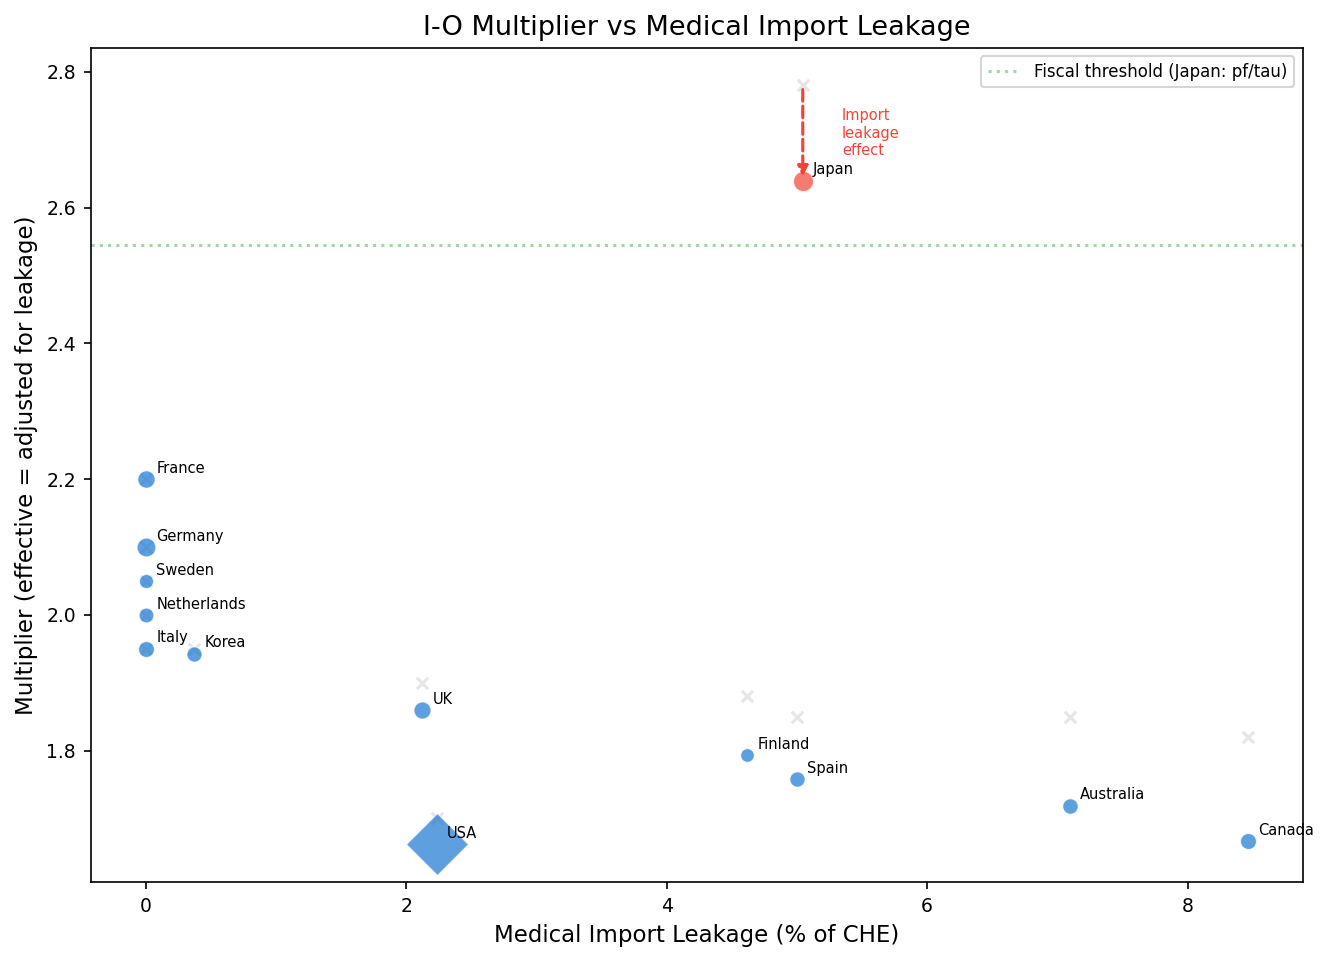 I-O Multiplier vs Medical Import Leakage
Fiscal threshold (Japan: pf/tau)
Import
leakage
effect
Japan
France
Germany
Sweden
Netherlands
Italy
Korea
UK
Finland
Spain
USA
Australia
Canada
Multiplier (effective = adjusted for leakage)
2.8
2.6
2.4
2.2
2.0
1.8
0 2 4 6 8
Medical Import Leakage (% of CHE)